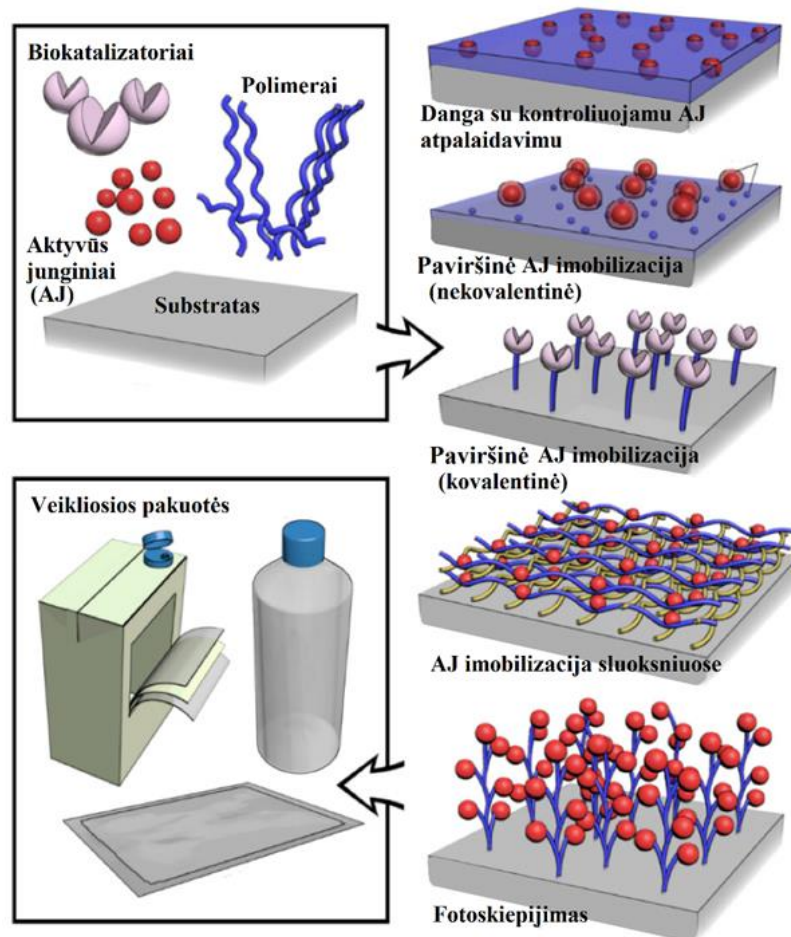 Biokatalizatoriai
Polimerai
Aktyvūs
junginiai
(AJ)
Substratas
Danga su kontroliuojamu AJ
atpalaidavimu
Paviršinė AJ imobilizacija
(nekovalentinė)
Paviršinė AJ imobilizacija
(kovalentinė)
AJ imobilizacija sluoksniuose
Fotoskiepijimas
Veikliosios pakuotės